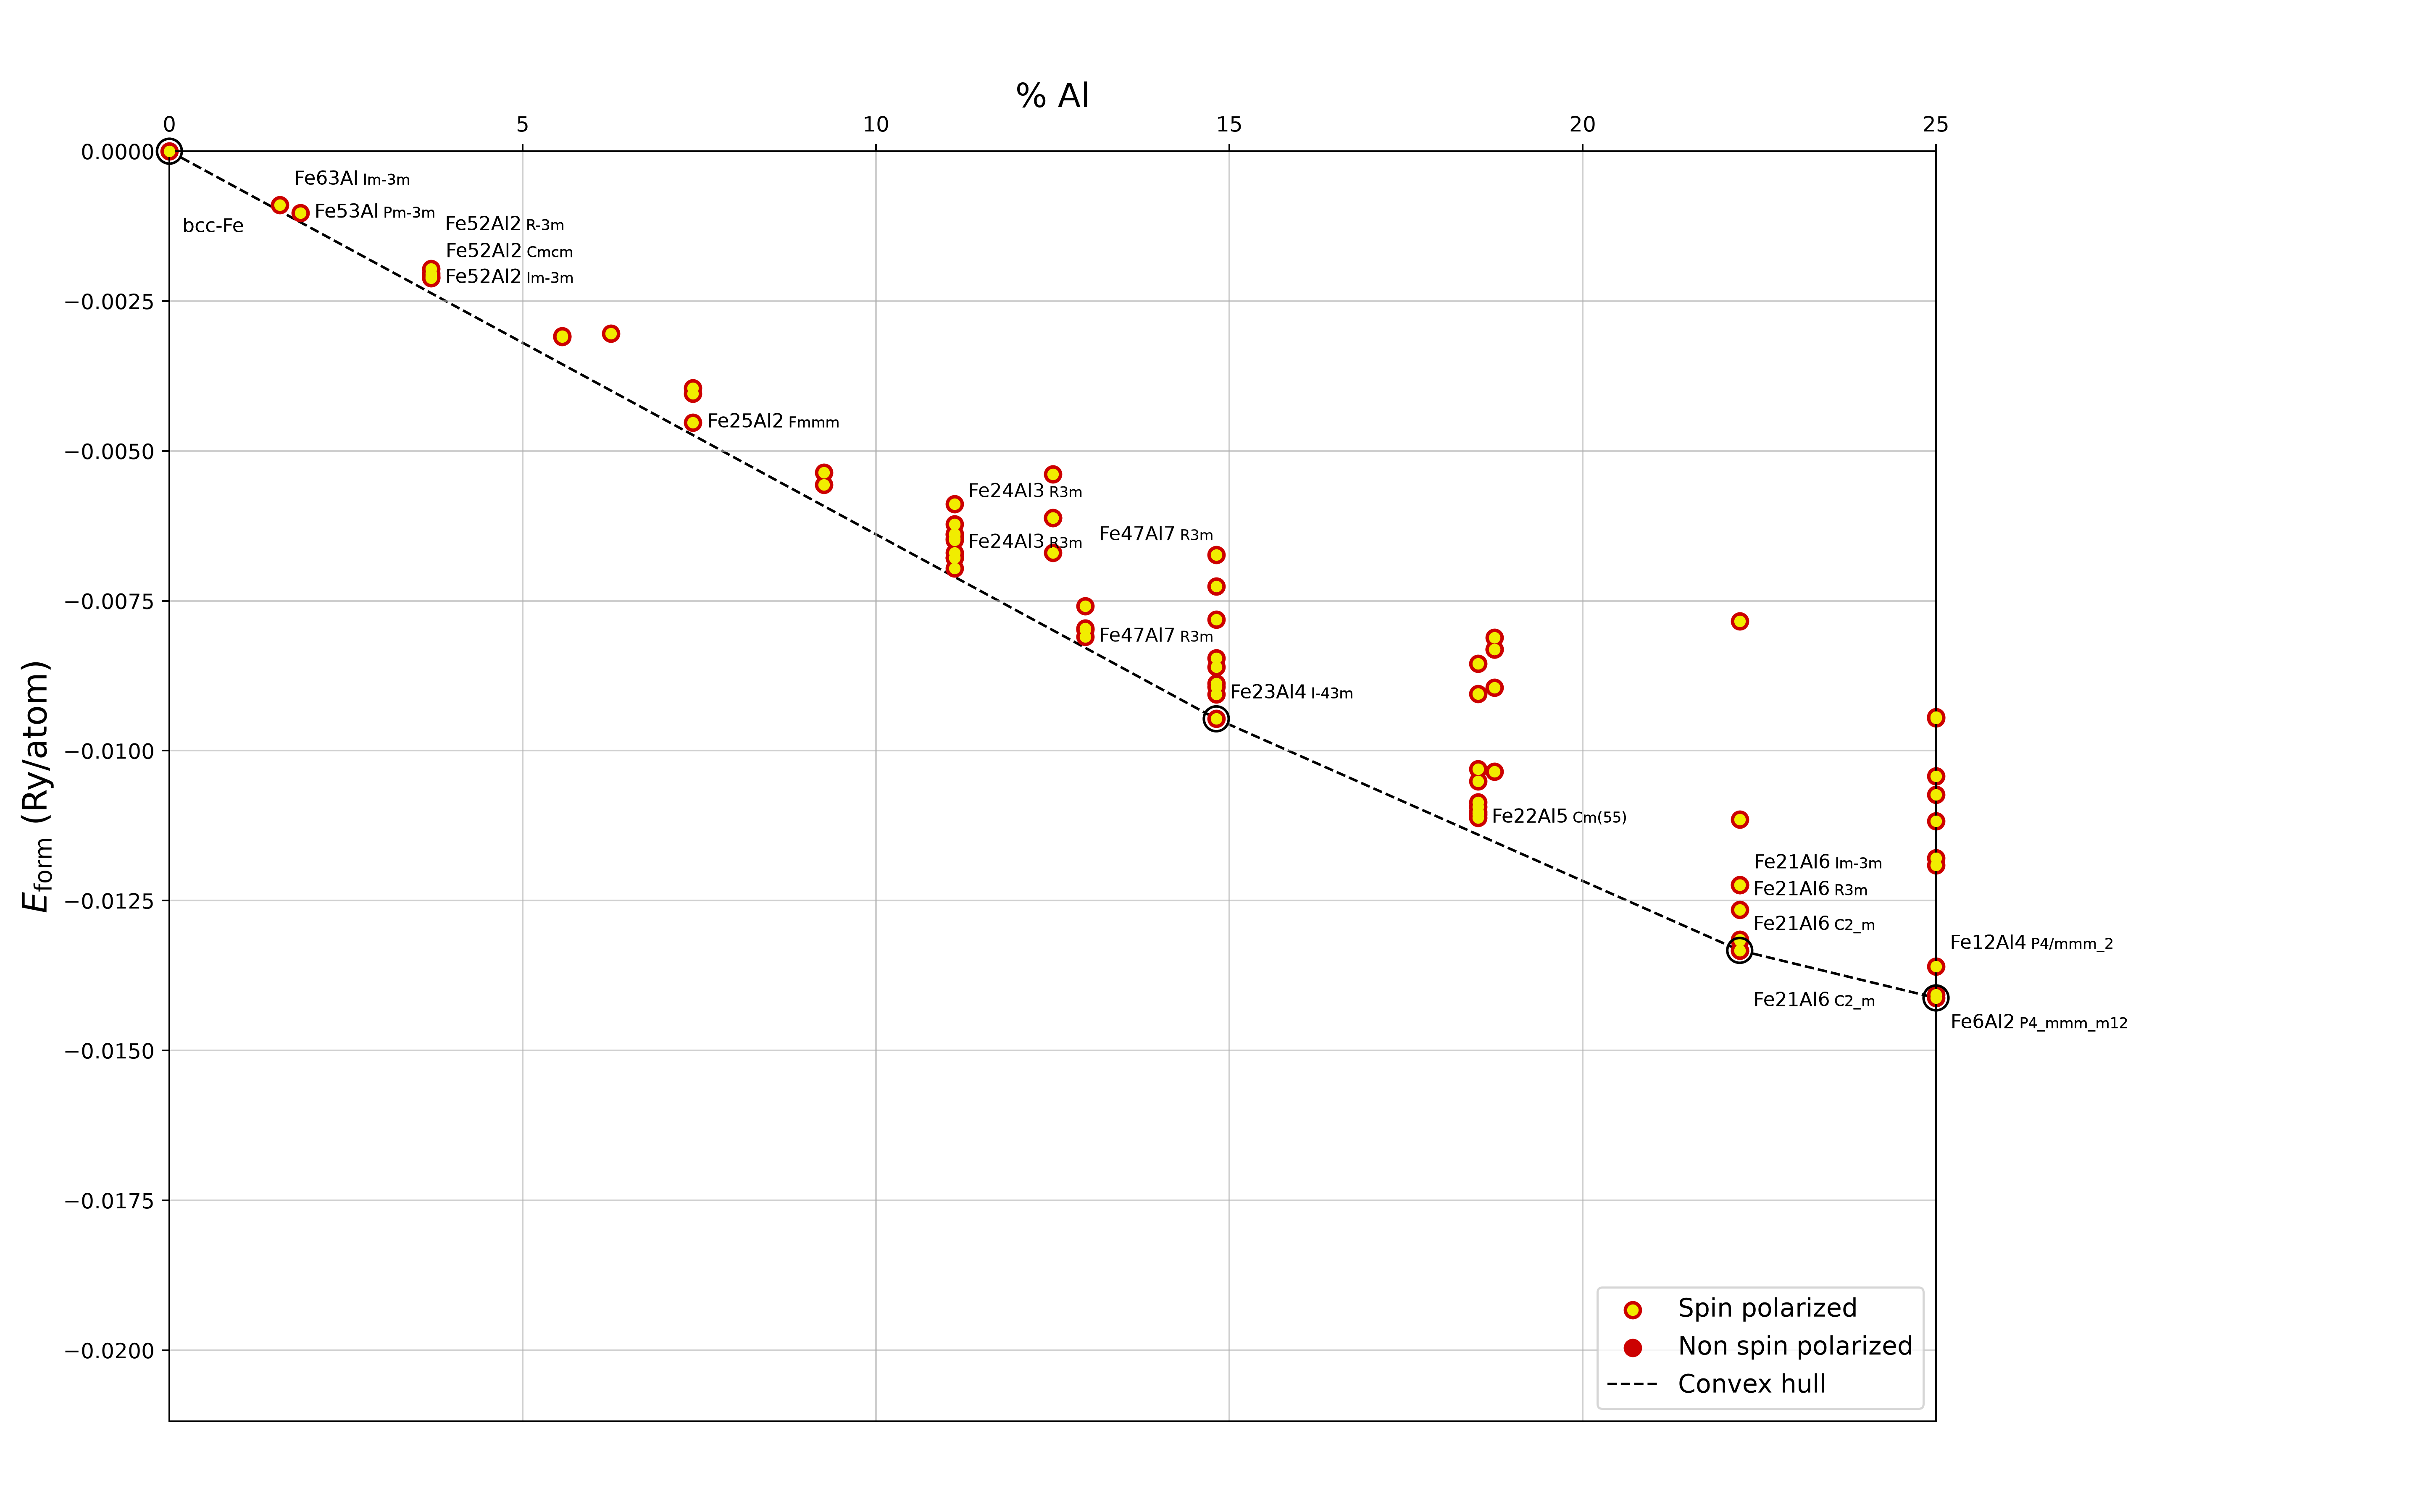 % Al
0 5 10 15 20 25
0.0000
Fe63Al Im-3m
Fe53Al Pm-3m
bcc-Fe
Fe52Al2 R-3m
Fe52Al2 Cmcm
Fe52Al2 Im-3m
−0.0025
Fe25Al2 Fmmm
−0.0050
Fe24Al3 R3m
Fe47Al7 R3m
Fe24Al3 R3m
−0.0075
Fe47Al7 R3m
Fe23Al4 I-43m
−0.0100
Fe22Al5 Cm(55)
Fe21Al6 Im-3m
Fe21Al6 R3m
−0.0125
Fe21Al6 C2_m
Fe12Al4 P4/mmm_2
Fe21Al6 C2_m
Fe6Al2 P4_mmm_m12
−0.0150
−0.0175
−0.0200
Eform (Ry/atom)
Spin polarized
Non spin polarized
Convex hull